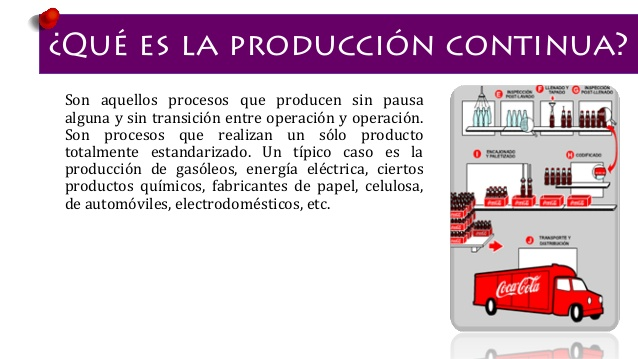 ¿Qué es la producción continua?
Son aquellos procesos que producen sin pausa
alguna y sin transición entre operación y operación.
Son procesos que realizan un sólo producto
totalmente estandarizado. Un típico caso es la
producción de gasóleos, energía eléctrica, ciertos
productos químicos, fabricantes de papel, celulosa,
de automóviles, electrodomésticos, etc.
E INSPECCIÓN
POST-LAVADO
F LLENADO Y
TAPADO
G INSPECCIÓN
POST-LLENADO
I ENCAJONADO
Y PALETIZADO
H CODIFICADO
J TRANSPORTE Y
DISTRIBUCIÓN
Coca-Cola